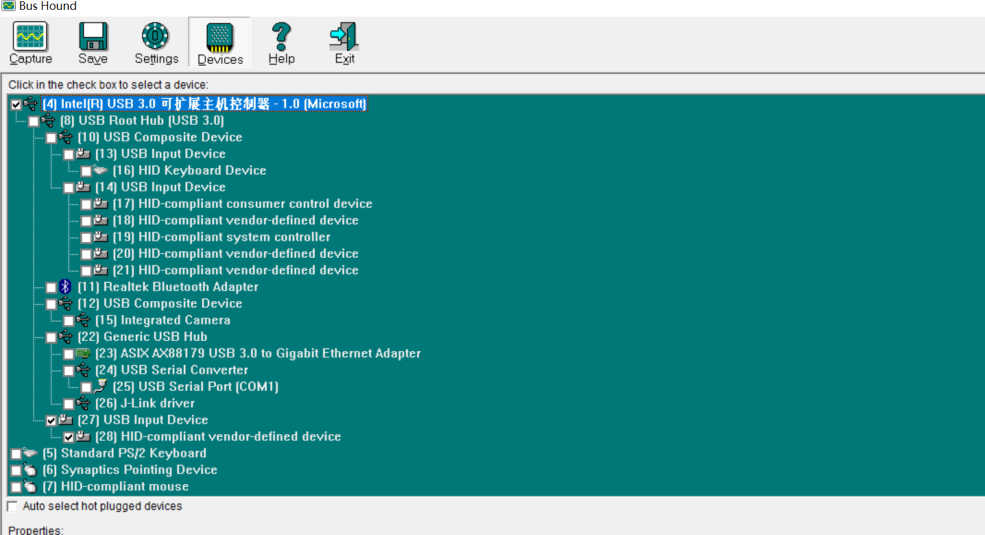 Bus Hound
Capture Save Settings Devices Help Exit
Click in the check box to select a device:
(4) Intel(R) USB 3.0 可扩展主机控制器 - 1.0 (Microsoft)
(8) USB Root Hub (USB 3.0)
(10) USB Composite Device
(13) USB Input Device
(16) HID Keyboard Device
(14) USB Input Device
(17) HID-compliant consumer control device
(18) HID-compliant vendor-defined device
(19) HID-compliant system controller
(20) HID-compliant vendor-defined device
(21) HID-compliant vendor-defined device
(11) Realtek Bluetooth Adapter
(12) USB Composite Device
(15) Integrated Camera
(22) Generic USB Hub
(23) ASIX AX88179 USB 3.0 to Gigabit Ethernet Adapter
(24) USB Serial Converter
(25) USB Serial Port (COM1)
(26) J-Link driver
(27) USB Input Device
(28) HID-compliant vendor-defined device
(5) Standard PS/2 Keyboard
(6) Synaptics Pointing Device
(7) HID-compliant mouse
Auto select hot plugged devices
Properties: